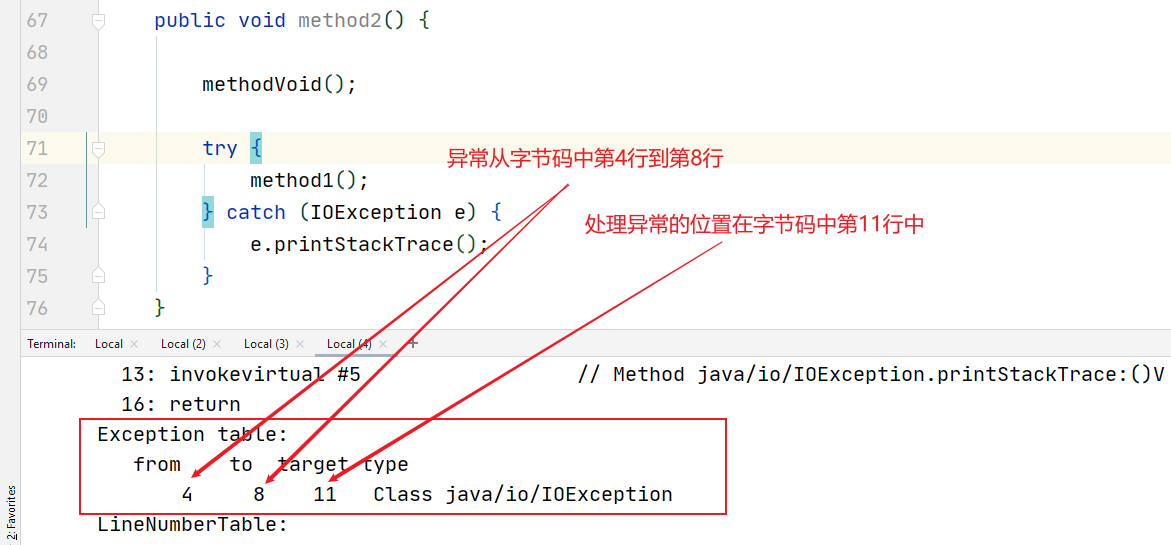 67 public void method2() {
68
69 methodVoid();
70
71 try {
异常从字节码中第4行到第8行
72 method1();
73 } catch (IOException e) {
处理异常的位置在字节码中第11行中
74 e.printStackTrace();
75 }
76 }
Terminal: Local × Local (2) × Local (3) × Local (4) × +
13: invokevirtual #5 // Method java/io/IOException.printStackTrace:()V
16: return
Exception table:
from to target type
4 8 11 Class java/io/IOException
LineNumberTable:
2: Favorites